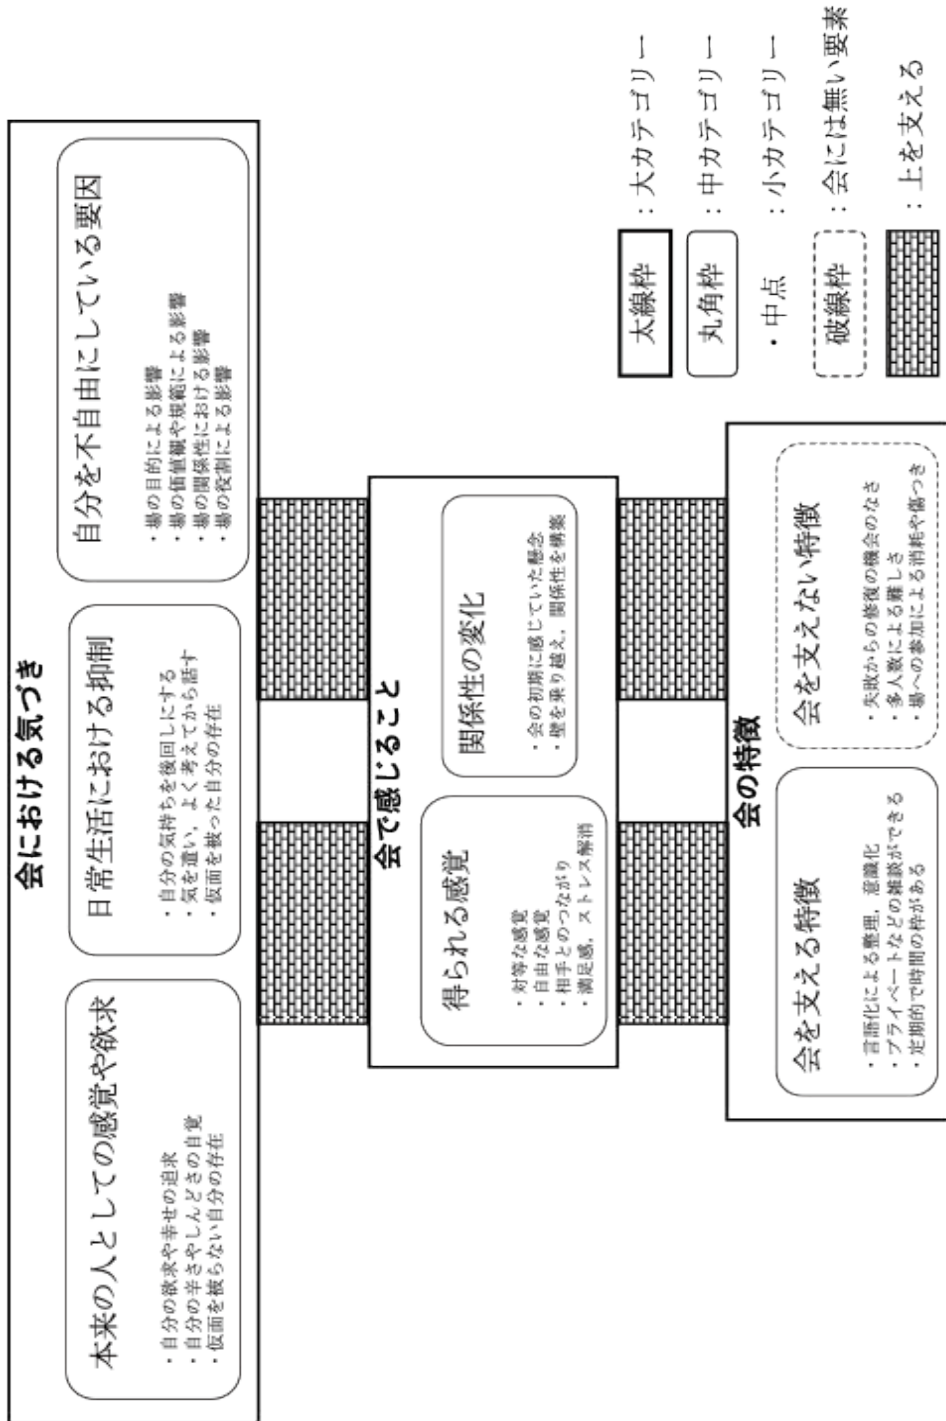 会における気づき
本来の人としての感覚や欲求
・自分の欲求や幸せの追求
・自分の辛さやしんどさの自覚
・仮面を被らない自分の存在
日常生活における抑制
・自分の気持ちを後回しにする
・気を遣い，よく考えてから話す
・仮面を被った自分の存在
自分を不自由にしている要因
・場の目的による影響
・場の価値観や規範による影響
・場の関係性における影響
・場の役割による影響
会で感じること
得られる感覚
・対等な感覚
・自由な感覚
・相手とのつながり
・満足感，ストレス解消
関係性の変化
・会の初期に感じていた懸念
・壁を乗り越え，関係性を構築
会の特徴
会を支える特徴
・言語化による整理，意識化
・プライベートなどの雑談ができる
・定期的で時間の枠がある
会を支えない特徴
・失敗からの修復の機会のなさ
・多人数による難しさ
・場への参加による消耗や傷つき
太線枠 ：大カテゴリー
丸角枠 ：中カテゴリー
・中点 ：小カテゴリー
破線枠 ：会には無い要素
：上を支える